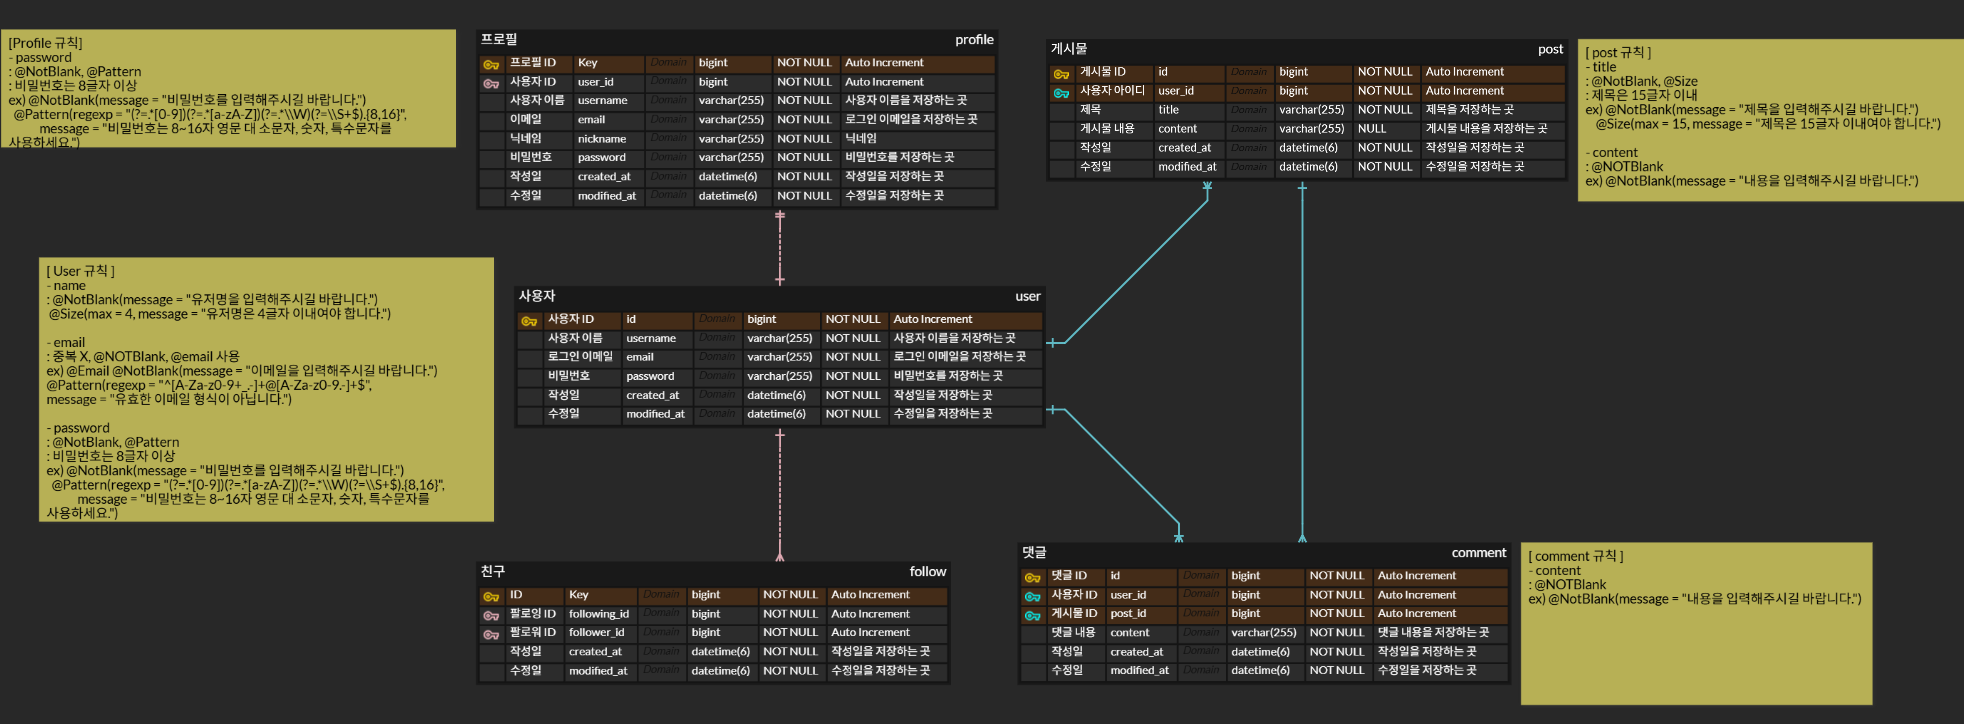 [Profile 규칙]
- password
: @NotBlank, @Pattern
: 비밀번호는 8글자 이상
ex) @NotBlank(message = "비밀번호를 입력해주시길 바랍니다.")
@Pattern(regexp = "(?=.*[0-9])(?=.*[a-zA-Z])(?=.*\\W)(?=\\S+$).{8,16}",
message = "비밀번호는 8~16자 영문 대 소문자, 숫자, 특수문자를
사용하세요.")
프로필 profile
프로필 ID Key Domain bigint NOT NULL Auto Increment
사용자 ID user_id Domain bigint NOT NULL Auto Increment
사용자 이름 username Domain varchar(255) NOT NULL 사용자 이름을 저장하는 곳
이메일 email Domain varchar(255) NOT NULL 로그인 이메일을 저장하는 곳
닉네임 nickname Domain varchar(255) NOT NULL 닉네임
비밀번호 password Domain varchar(255) NOT NULL 비밀번호를 저장하는 곳
작성일 created_at Domain datetime(6) NOT NULL 작성일을 저장하는 곳
수정일 modified_at Domain datetime(6) NOT NULL 수정일을 저장하는 곳
게시물 post
게시물 ID id Domain bigint NOT NULL Auto Increment
사용자 아이디 user_id Domain bigint NOT NULL Auto Increment
제목 title Domain varchar(255) NOT NULL 제목을 저장하는 곳
게시물 내용 content Domain varchar(255) NULL 게시물 내용을 저장하는 곳
작성일 created_at Domain datetime(6) NOT NULL 작성일을 저장하는 곳
수정일 modified_at Domain datetime(6) NOT NULL 수정일을 저장하는 곳
[ post 규칙 ]
- title
: @NotBlank, @Size
: 제목은 15글자 이내
ex) @NotBlank(message = "제목을 입력해주시길 바랍니다.")
@Size(max = 15, message = "제목은 15글자 이내여야 합니다.")
- content
: @NOTBlank
ex) @NotBlank(message = "내용을 입력해주시길 바랍니다.")
[ User 규칙 ]
- name
: @NotBlank(message = "유저명을 입력해주시길 바랍니다.")
@Size(max = 4, message = "유저명은 4글자 이내여야 합니다.")
- email
: 중복 X, @NOTBlank, @email 사용
ex) @Email @NotBlank(message = "이메일을 입력해주시길 바랍니다.")
@Pattern(regexp = "^[A-Za-z0-9+_.-]+@[A-Za-z0-9.-]+$",
message = "유효한 이메일 형식이 아닙니다.")
- password
: @NotBlank, @Pattern
: 비밀번호는 8글자 이상
ex) @NotBlank(message = "비밀번호를 입력해주시길 바랍니다.")
@Pattern(regexp = "(?=.*[0-9])(?=.*[a-zA-Z])(?=.*\\W)(?=\\S+$).{8,16}",
message = "비밀번호는 8~16자 영문 대 소문자, 숫자, 특수문자를
사용하세요.")
사용자 user
사용자 ID id Domain bigint NOT NULL Auto Increment
사용자 이름 username Domain varchar(255) NOT NULL 사용자 이름을 저장하는 곳
로그인 이메일 email Domain varchar(255) NOT NULL 로그인 이메일을 저장하는 곳
비밀번호 password Domain varchar(255) NOT NULL 비밀번호를 저장하는 곳
작성일 created_at Domain datetime(6) NOT NULL 작성일을 저장하는 곳
수정일 modified_at Domain datetime(6) NOT NULL 수정일을 저장하는 곳
친구 follow
ID Key Domain bigint NOT NULL Auto Increment
팔로잉 ID following_id Domain bigint NOT NULL Auto Increment
팔로워 ID follower_id Domain bigint NOT NULL Auto Increment
작성일 created_at Domain datetime(6) NOT NULL 작성일을 저장하는 곳
수정일 modified_at Domain datetime(6) NOT NULL 수정일을 저장하는 곳
댓글 comment
댓글 ID id Domain bigint NOT NULL Auto Increment
사용자 ID user_id Domain bigint NOT NULL Auto Increment
게시물 ID post_id Domain bigint NOT NULL Auto Increment
댓글 내용 content Domain varchar(255) NOT NULL 댓글 내용을 저장하는 곳
작성일 created_at Domain datetime(6) NOT NULL 작성일을 저장하는 곳
수정일 modified_at Domain datetime(6) NOT NULL 수정일을 저장하는 곳
[ comment 규칙 ]
- content
: @NOTBlank
ex) @NotBlank(message = "내용을 입력해주시길 바랍니다.")